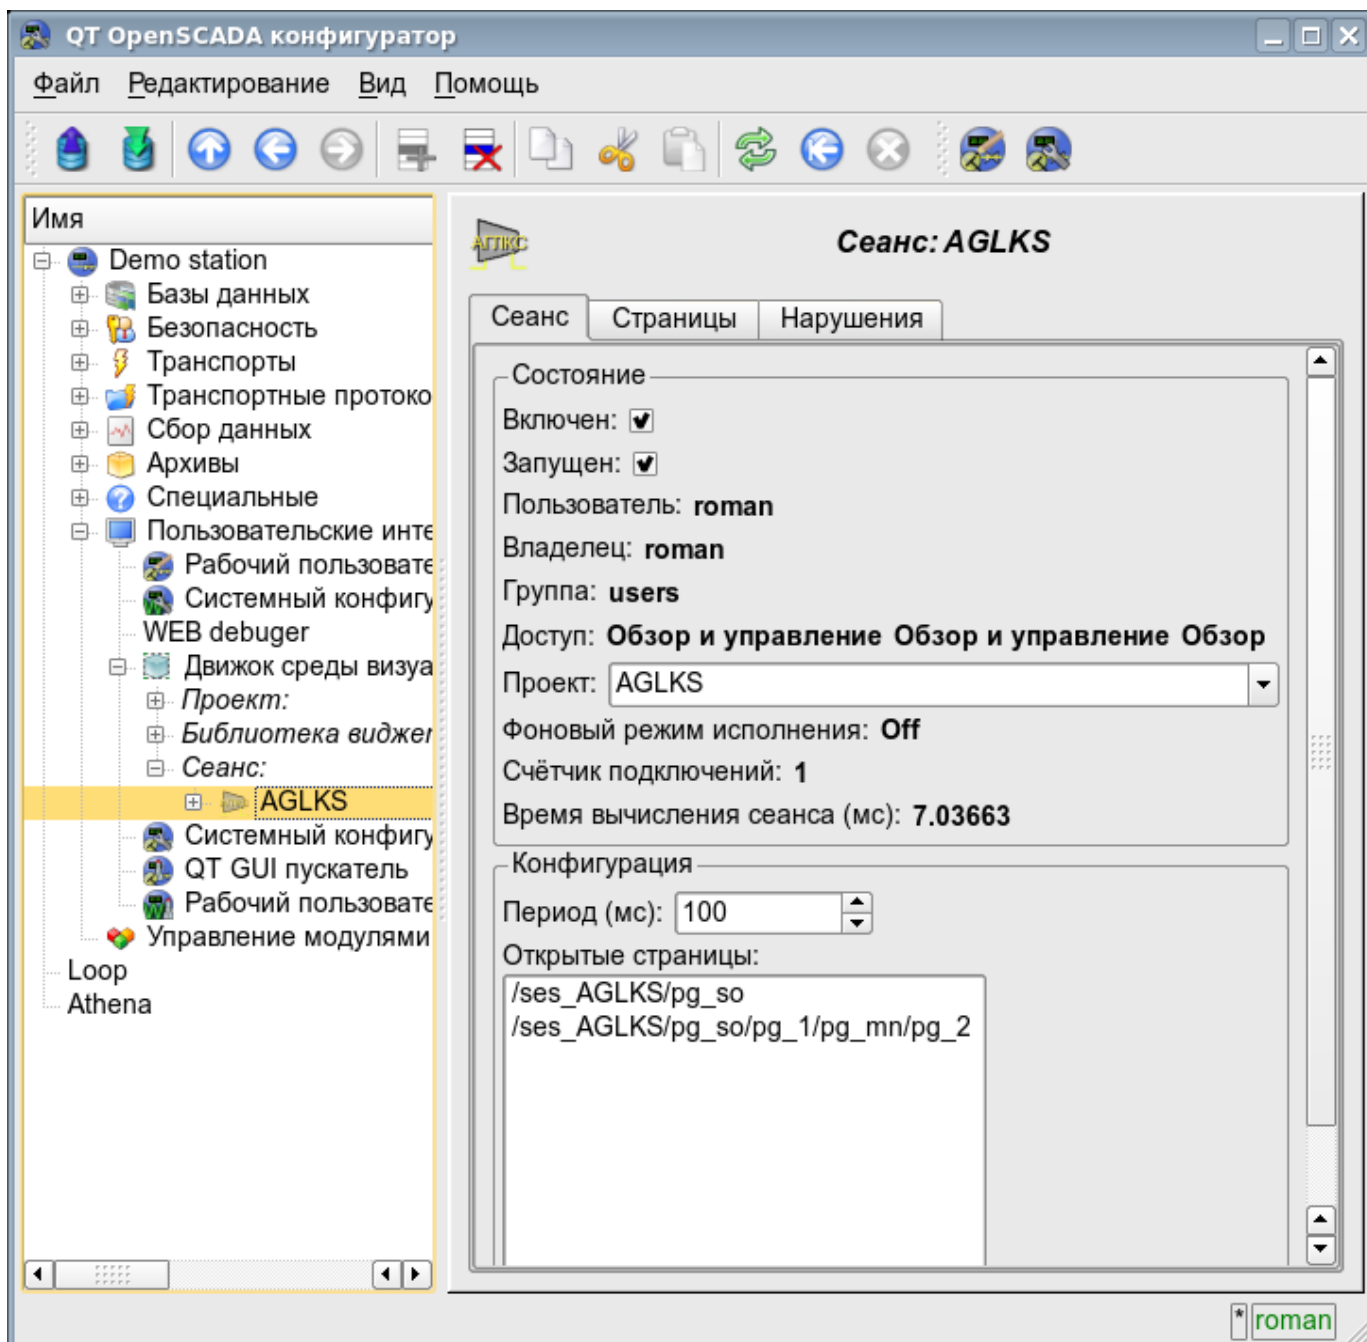 QT OpenSCADA конфигуратор
Файл Редактирование Вид Помощь
Имя
Demo station
Базы данных
Безопасность
Транспорты
Транспортные протоко
Сбор данных
Архивы
Специальные
Пользовательские инте
Рабочий пользовате
Системный конфигу
WEB debuger
Движок среды визуа
Проект:
Библиотека виджет
Сеанс:
AGLKS
Системный конфигу
QT GUI пускатель
Рабочий пользовате
Управление модулями
Loop
Athena
АГЛКС
Сеанс: AGLKS
Сеанс Страницы Нарушения
Состояние
Включен:
Запущен:
Пользователь: roman
Владелец: roman
Группа: users
Доступ: Обзор и управление Обзор и управление Обзор
Проект: AGLKS
Фоновый режим исполнения: Off
Счётчик подключений: 1
Время вычисления сеанса (мс): 7.03663
Конфигурация
Период (мс): 100
Открытые страницы:
/ses_AGLKS/pg_so
/ses_AGLKS/pg_so/pg_1/pg_mn/pg_2
* roman